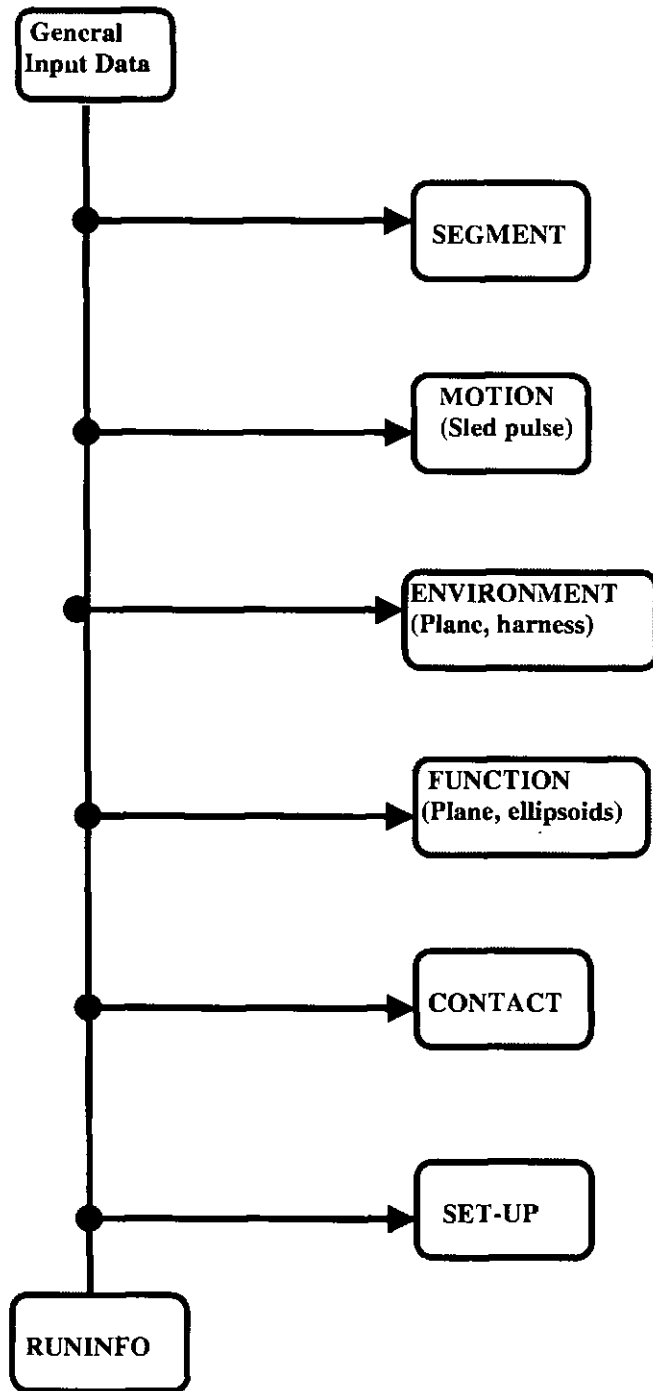 General
Input Data
SEGMENT
MOTION
(Sled pulse)
ENVIRONMENT
(Plane, harness)
FUNCTION
(Plane, ellipsoids)
CONTACT
SET-UP
RUNINFO